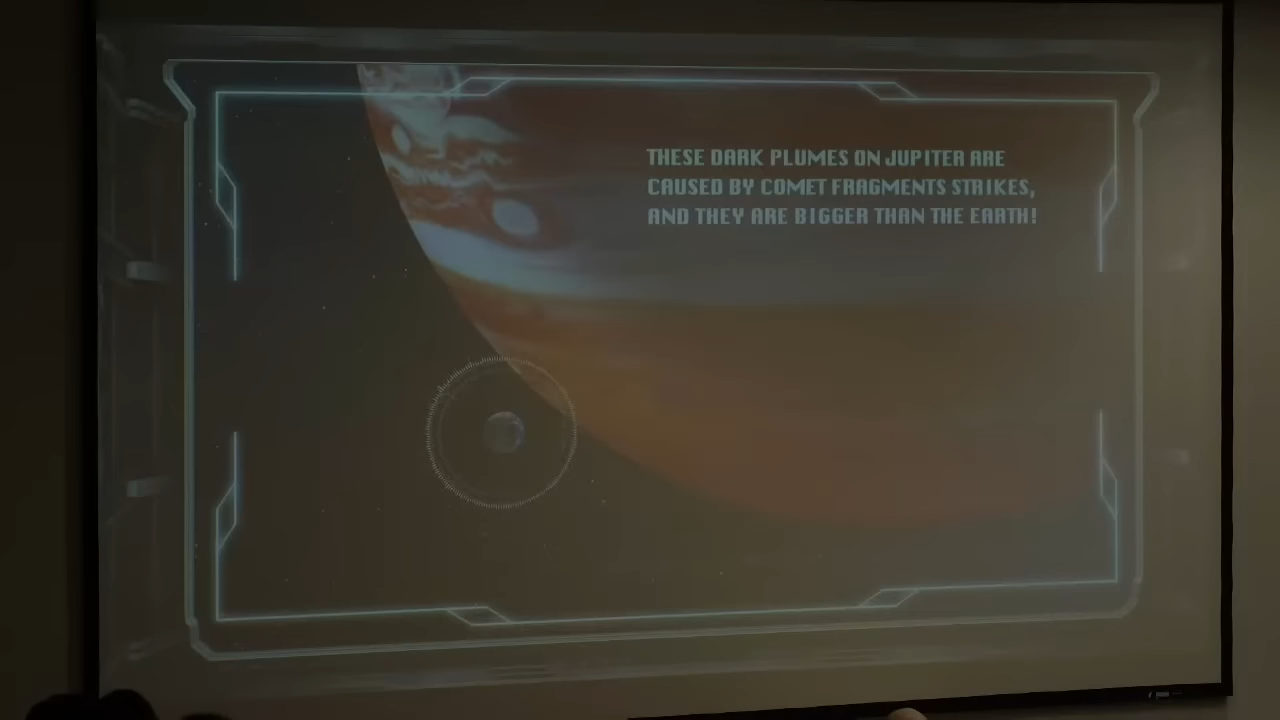 THESE DARK PLUMES ON JUPITER ARE
CAUSED BY COMET FRAGMENTS STRIKES,
AND THEY ARE BIGGER THAN THE EARTH!